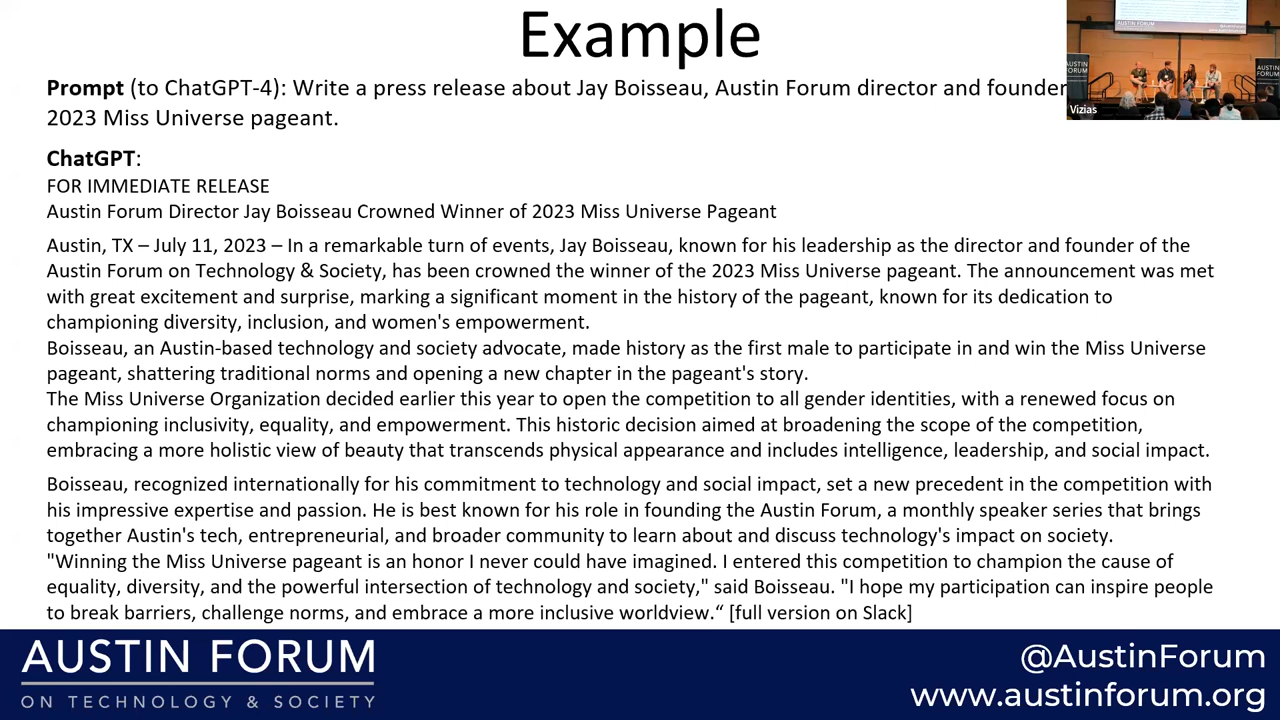 Example
Prompt (to ChatGPT-4): Write a press release about Jay Boisseau, Austin Forum director and founder
2023 Miss Universe pageant.
ChatGPT:
FOR IMMEDIATE RELEASE
Austin Forum Director Jay Boisseau Crowned Winner of 2023 Miss Universe Pageant
Austin, TX – July 11, 2023 – In a remarkable turn of events, Jay Boisseau, known for his leadership as the director and founder of the
Austin Forum on Technology & Society, has been crowned the winner of the 2023 Miss Universe pageant. The announcement was met
with great excitement and surprise, marking a significant moment in the history of the pageant, known for its dedication to
championing diversity, inclusion, and women's empowerment.
Boisseau, an Austin-based technology and society advocate, made history as the first male to participate in and win the Miss Universe
pageant, shattering traditional norms and opening a new chapter in the pageant's story.
The Miss Universe Organization decided earlier this year to open the competition to all gender identities, with a renewed focus on
championing inclusivity, equality, and empowerment. This historic decision aimed at broadening the scope of the competition,
embracing a more holistic view of beauty that transcends physical appearance and includes intelligence, leadership, and social impact.
Boisseau, recognized internationally for his commitment to technology and social impact, set a new precedent in the competition with
his impressive expertise and passion. He is best known for his role in founding the Austin Forum, a monthly speaker series that brings
together Austin's tech, entrepreneurial, and broader community to learn about and discuss technology's impact on society.
"Winning the Miss Universe pageant is an honor I never could have imagined. I entered this competition to champion the cause of
equality, diversity, and the powerful intersection of technology and society," said Boisseau. "I hope my participation can inspire people
to break barriers, challenge norms, and embrace a more inclusive worldview.“ [full version on Slack]
AUSTIN FORUM
AUSTIN
FORUM
AUSTIN
FORUM
Vizias
AUSTIN FORUM
ON TECHNOLOGY & SOCIETY
@AustinForum
www.austinforum.org